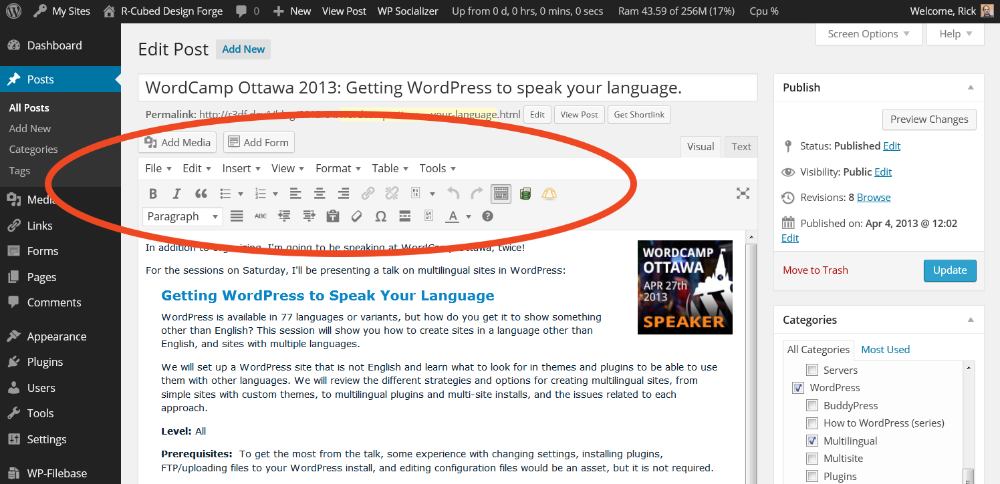 My Sites R-Cubed Design Forge 0 New View Post WP Socializer Up from 0 d, 0 hrs, 0 mins, 0 secs Ram 43.59 of 256M (17%) Cpu % Welcome, Rick
Screen Options Help
Dashboard
Posts
All Posts
Add New
Categories
Tags
Media
Links
Forms
Pages
Comments
Appearance
Plugins
Users
Tools
Settings
WP-Filebase
Edit Post Add New
WordCamp Ottawa 2013: Getting WordPress to speak your language.
Permalink: your-language.html Edit View Post Get Shortlink
Add Media Add Form Visual Text
File Edit Insert View Format Table Tools
B I
Paragraph ABC A
In addition to organizing, I'm going to be speaking at WordCamp Ottawa, twice!
For the sessions on Saturday, I'll be presenting a talk on multilingual sites in WordPress:
Getting WordPress to Speak Your Language
WordPress is available in 77 languages or variants, but how do you get it to show something
other than English? This session will show you how to create sites in a language other than
English, and sites with multiple languages.
We will set up a WordPress site that is not English and learn what to look for in themes and plugins to be able to use
them with other languages. We will review the different strategies and options for creating multilingual sites, from
simple sites with custom themes, to multilingual plugins and multi-site installs, and the issues related to each
approach.
Level: All
Prerequisites: To get the most from the talk, some experience with changing settings, installing plugins,
FTP/uploading files to your WordPress install, and editing configuration files would be an asset, but it is not required.
WORDCAMP
OTTAWA
APR 27th
2013
SPEAKER
Publish
Preview Changes
Status: Published Edit
Visibility: Public Edit
Revisions: 8 Browse
Published on: Apr 4, 2013 @ 12:02
Edit
Move to Trash Update
Categories
All Categories Most Used
Servers
WordPress
BuddyPress
How to WordPress (series)
Multilingual
Multisite
Plugins